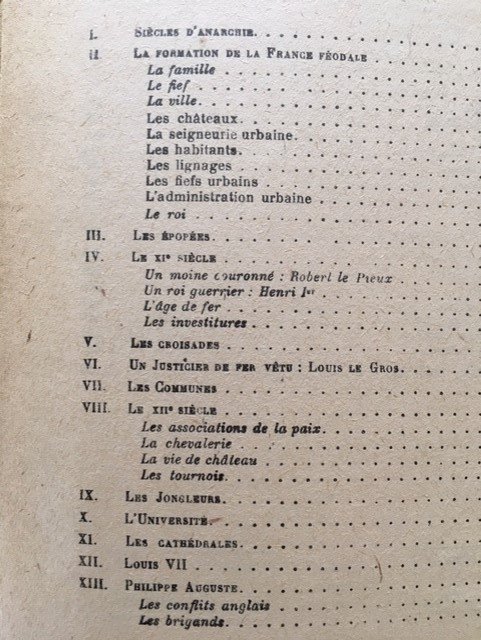 I. SIÈCLES D'ANARCHIE.
II. LA FORMATION DE LA FRANCE FÉODALE
La famille
Le fief
La ville.
Les châteaux.
La seigneurie urbaine.
Les habitants.
Les lignages
Les fiefs urbains
L'administration urbaine
Le roi
III. LES ÉPOPÉES.
IV. LE XIe SIÈCLE
Un moine couronné : Robert le Pieux
Un roi guerrier : Henri Ier
L'âge de fer
Les investitures.
V. LES CROISADES
VI. UN JUSTICIER DE FER VÊTU : LOUIS LE GROS.
VII. LES COMMUNES
VIII. LE XIIe SIÈCLE
Les associations de la paix.
La chevalerie
La vie de château
Les tournois.
IX. LES JONGLEURS.
X. L'UNIVERSITÉ.
XI. LES CATHÉDRALES.
XII. LOUIS VII
XIII. PHILIPPE AUGUSTE.
Les conflits anglais
Les brigands.